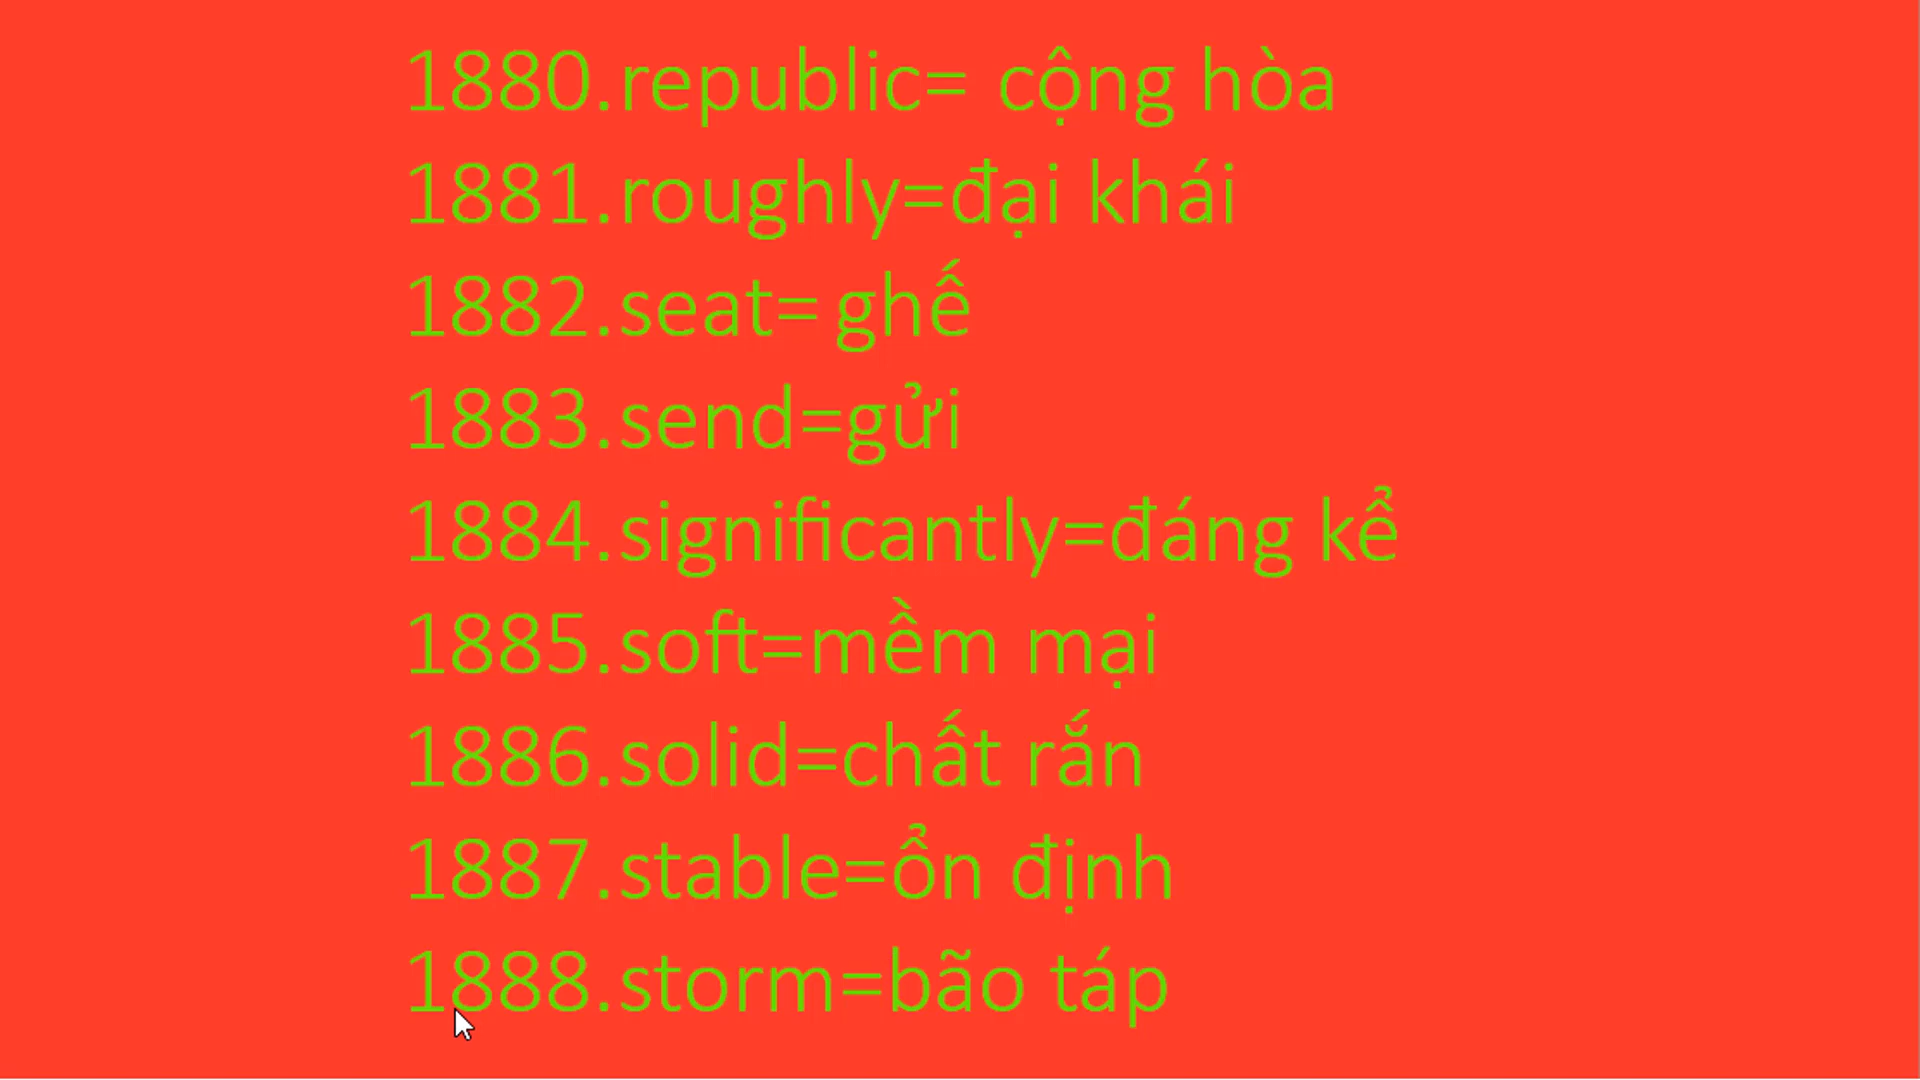 1880.republic= cộng hòa
1881.roughly=đại khái
1882.seat= ghế
1883.send=gửi
1884.significantly=đáng kể
1885.soft=mềm mại
1886.solid=chất rắn
1887.stable=ổn định
1888.storm=bão táp